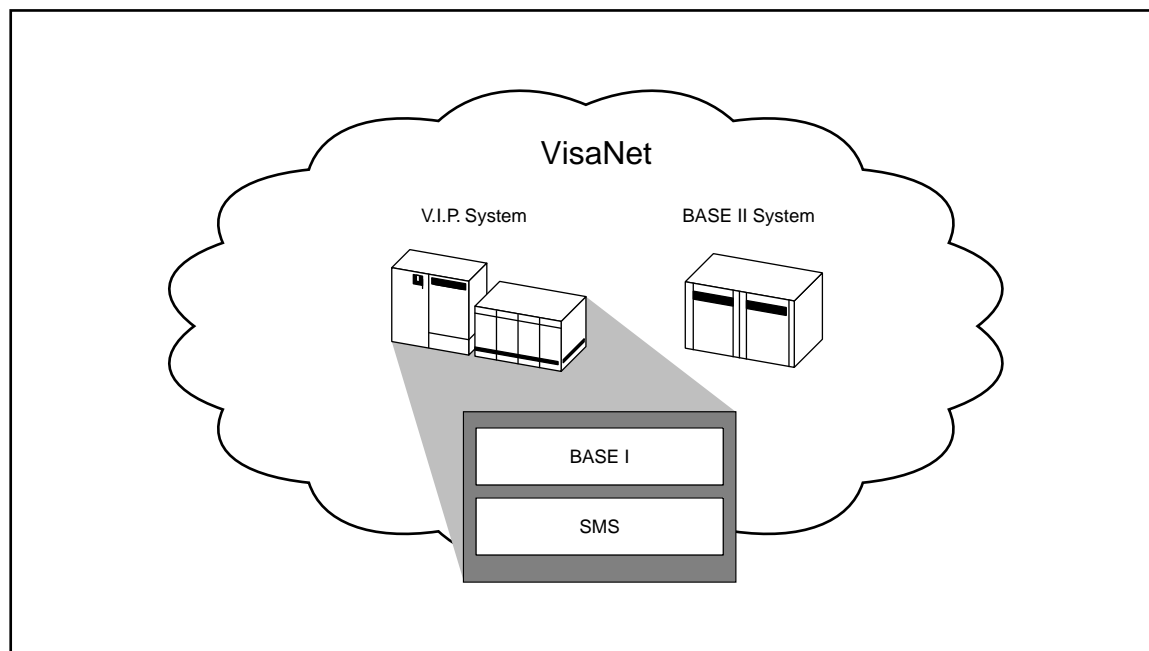 VisaNet
V.I.P. System
BASE II System
BASE I
SMS